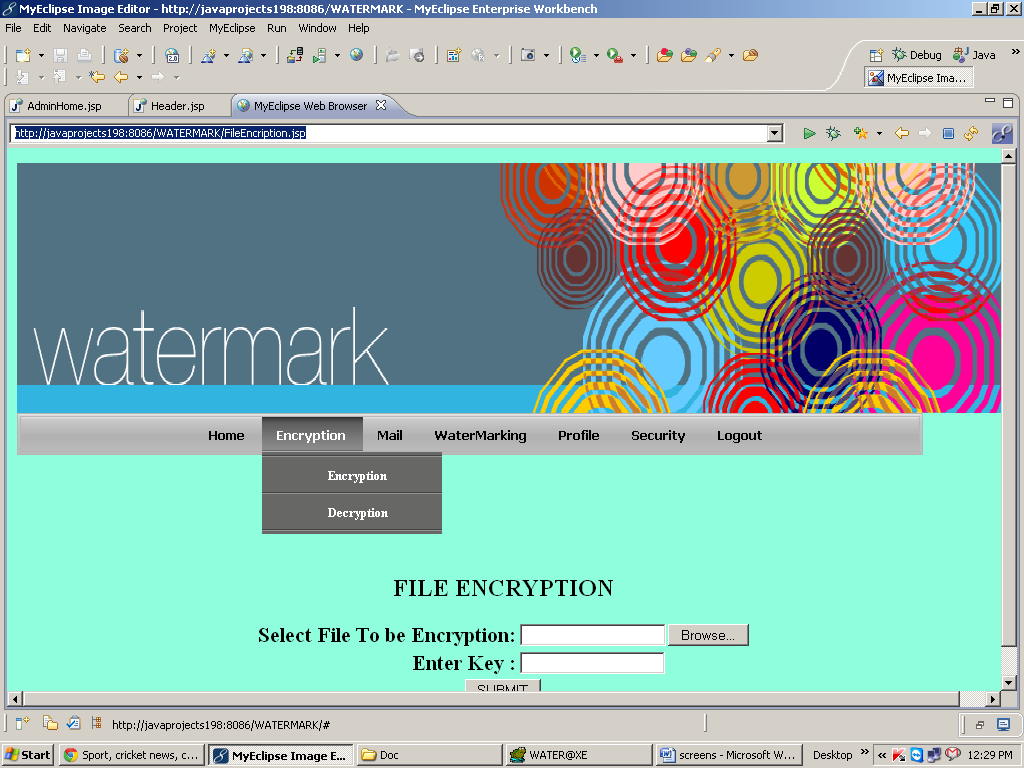 MyEclipse Image Editor - http://javaprojects198:8086/WATERMARK - MyEclipse Enterprise Workbench
File Edit Navigate Search Project MyEclipse Run Window Help
2.0
Debug Java »
MyEclipse Ima...
AdminHome.jsp Header.jsp MyEclipse Web Browser
http://javaprojects198:8086/WATERMARK/FileEncription.jsp
watermark
Home Encryption Mail WaterMarking Profile Security Logout
Encryption
Decryption
FILE ENCRYPTION
Select File To be Encryption: Browse...
Enter Key :
SUBMIT
http://javaprojects198:8086/WATERMARK/#
Start Sport, cricket news, c... MyEclipse Image E... Doc WATER@XE screens - Microsoft W... Desktop » « 12:29 PM